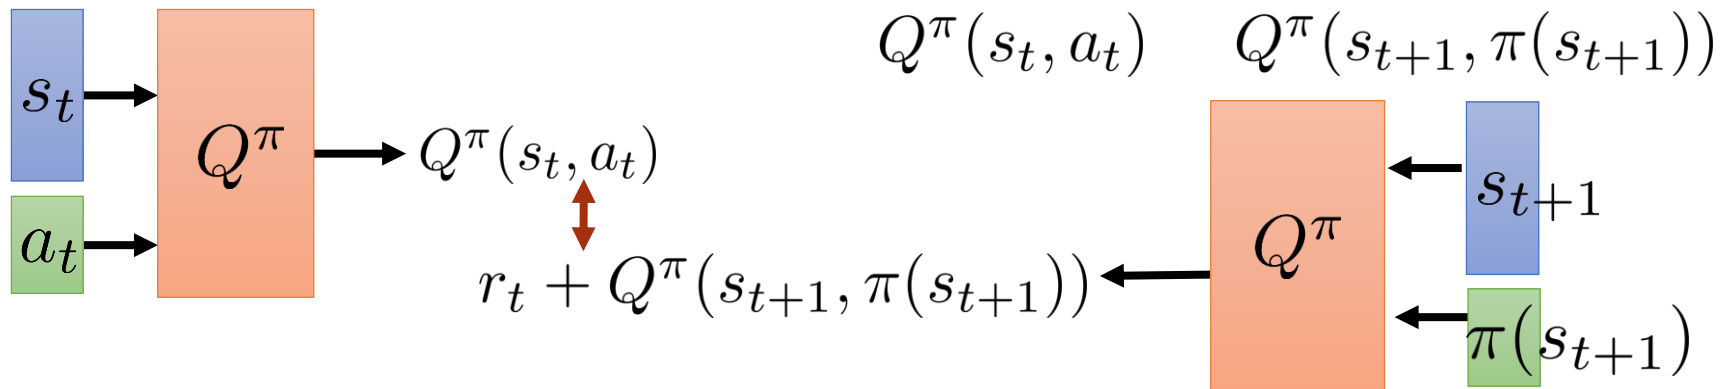 s_t
a_t
Q^π
Q^π(s_t, a_t)
r_t + Q^π(s_{t+1}, π(s_{t+1}))
Q^π(s_t, a_t)
Q^π(s_{t+1}, π(s_{t+1}))
Q^π
s_{t+1}
π(s_{t+1})